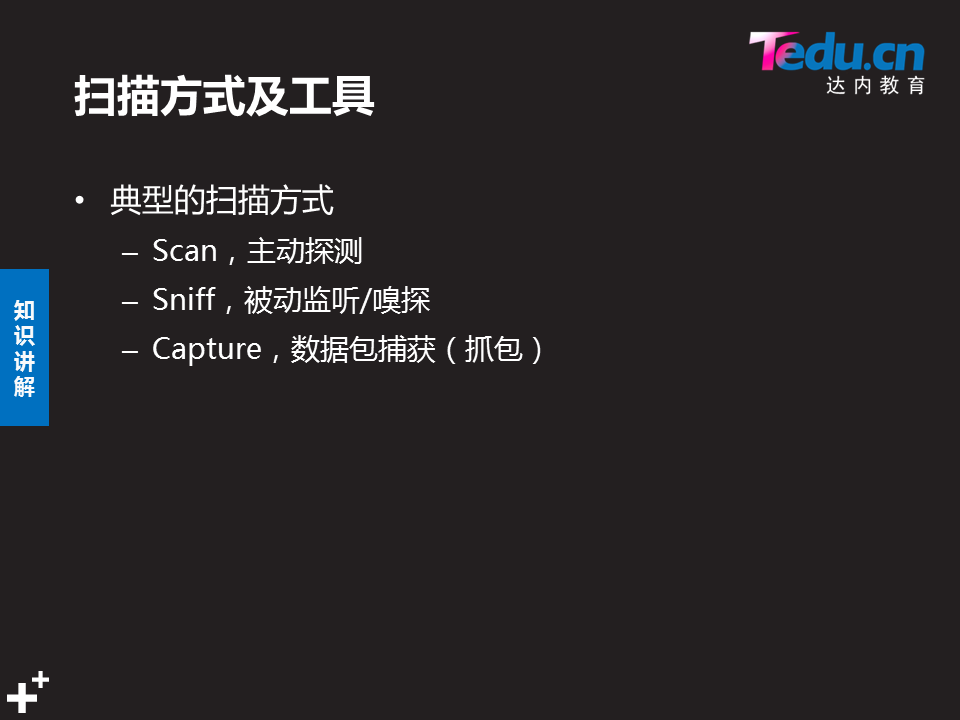 Tedu.cn
达内教育
扫描方式及工具
• 典型的扫描方式
– Scan，主动探测
– Sniff，被动监听/嗅探
– Capture，数据包捕获（抓包）
知
识
讲
解